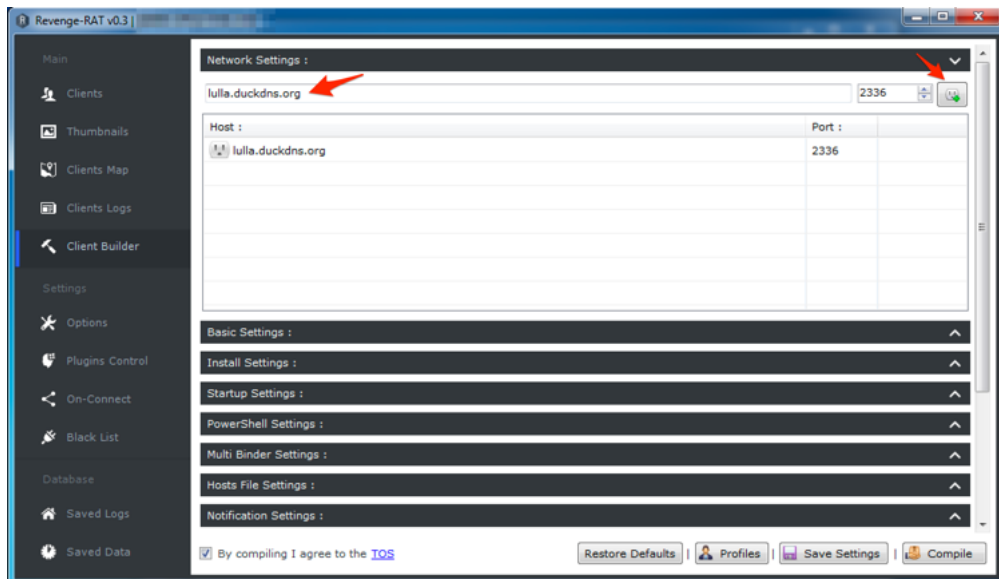 Revenge-RAT v0.3 |
Main
Clients
Thumbnails
Clients Map
Clients Logs
Client Builder
Settings
Options
Plugins Control
On-Connect
Black List
Database
Saved Logs
Saved Data
Network Settings :
lulla.duckdns.org 2336
Host : Port :
lulla.duckdns.org 2336
Basic Settings :
Install Settings :
Startup Settings :
PowerShell Settings :
Multi Binder Settings :
Hosts File Settings :
Notification Settings :
By compiling I agree to the TOS
Restore Defaults | Profiles | Save Settings | Compile